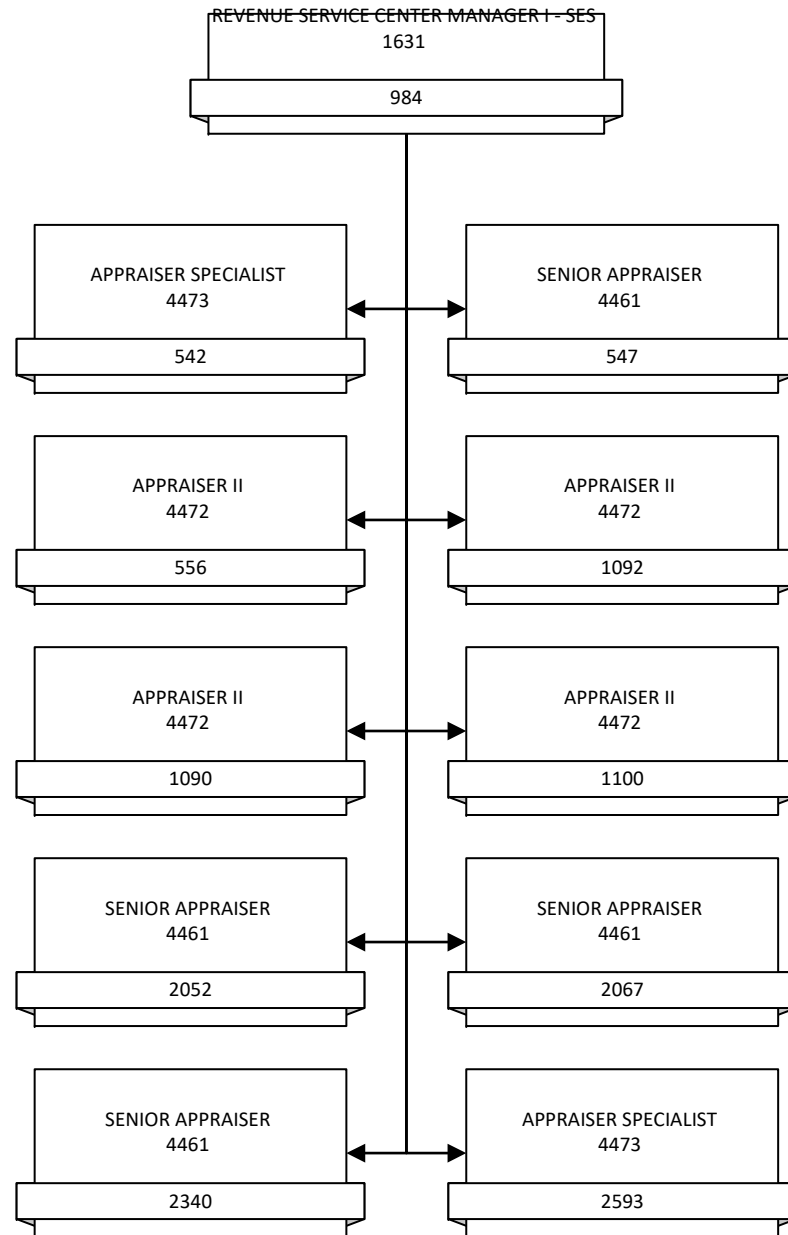 REVENUE SERVICE CENTER MANAGER I - SES
1631
984
APPRAISER SPECIALIST
4473
542
SENIOR APPRAISER
4461
547
APPRAISER II
4472
556
APPRAISER II
4472
1092
APPRAISER II
4472
1090
APPRAISER II
4472
1100
SENIOR APPRAISER
4461
2052
SENIOR APPRAISER
4461
2067
SENIOR APPRAISER
4461
2340
APPRAISER SPECIALIST
4473
2593